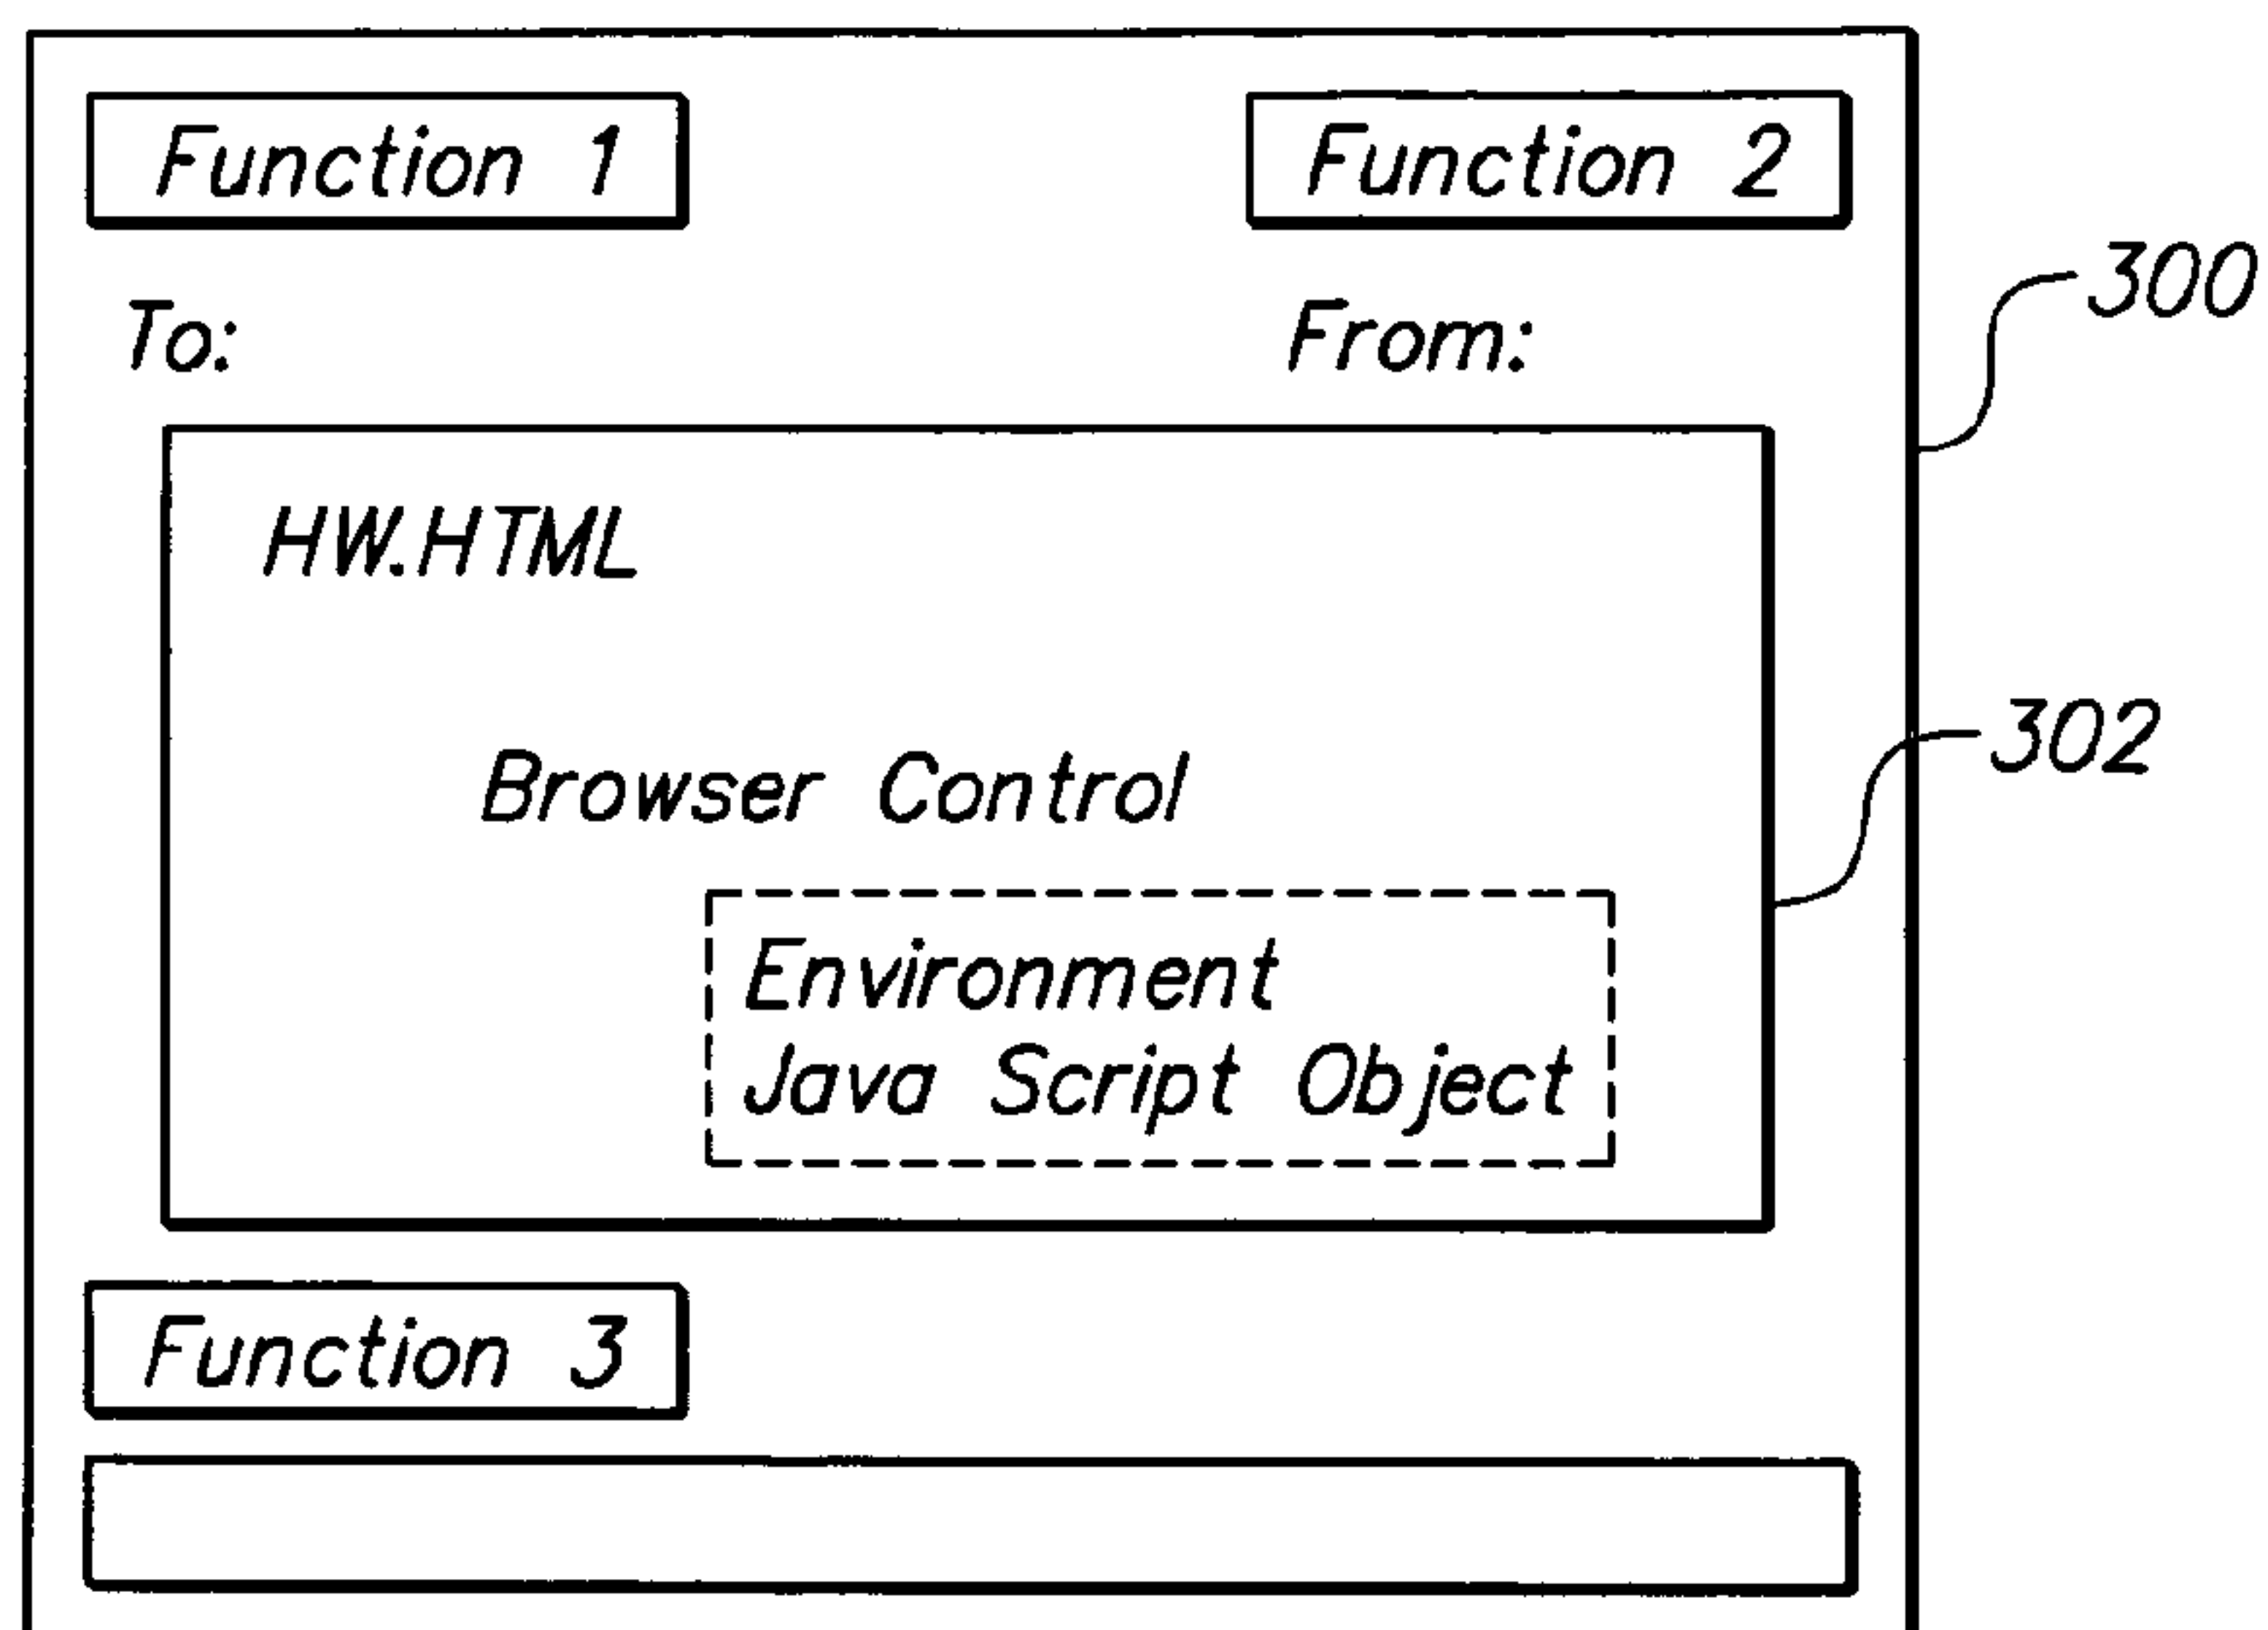 Function 1
Function 2
300
To:
From:
HW.HTML
302
Browser Control
Environment
Java Script Object
Function 3